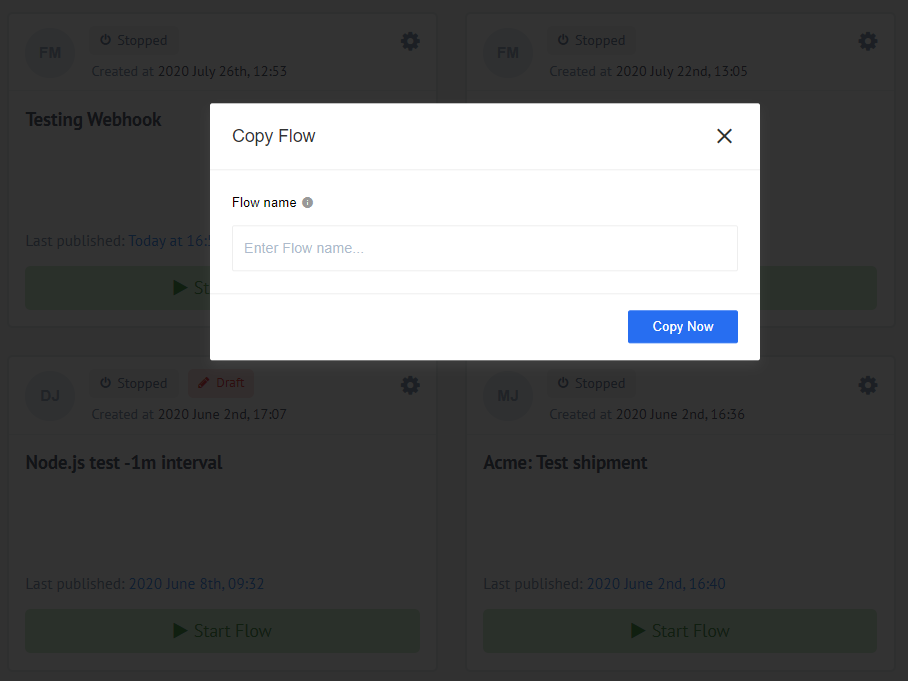 FM
Stopped
Created at 2020 July 26th, 12:53
Testing Webhook
Last published: Today at 16:
FM
Stopped
Created at 2020 July 22nd, 13:05
Copy Flow
Flow name
Enter Flow name...
Copy Now
DJ
Stopped
Draft
Created at 2020 June 2nd, 17:07
Node.js test -1m interval
Last published: 2020 June 8th, 09:32
Start Flow
MJ
Stopped
Created at 2020 June 2nd, 16:36
Acme: Test shipment
Last published: 2020 June 2nd, 16:40
Start Flow